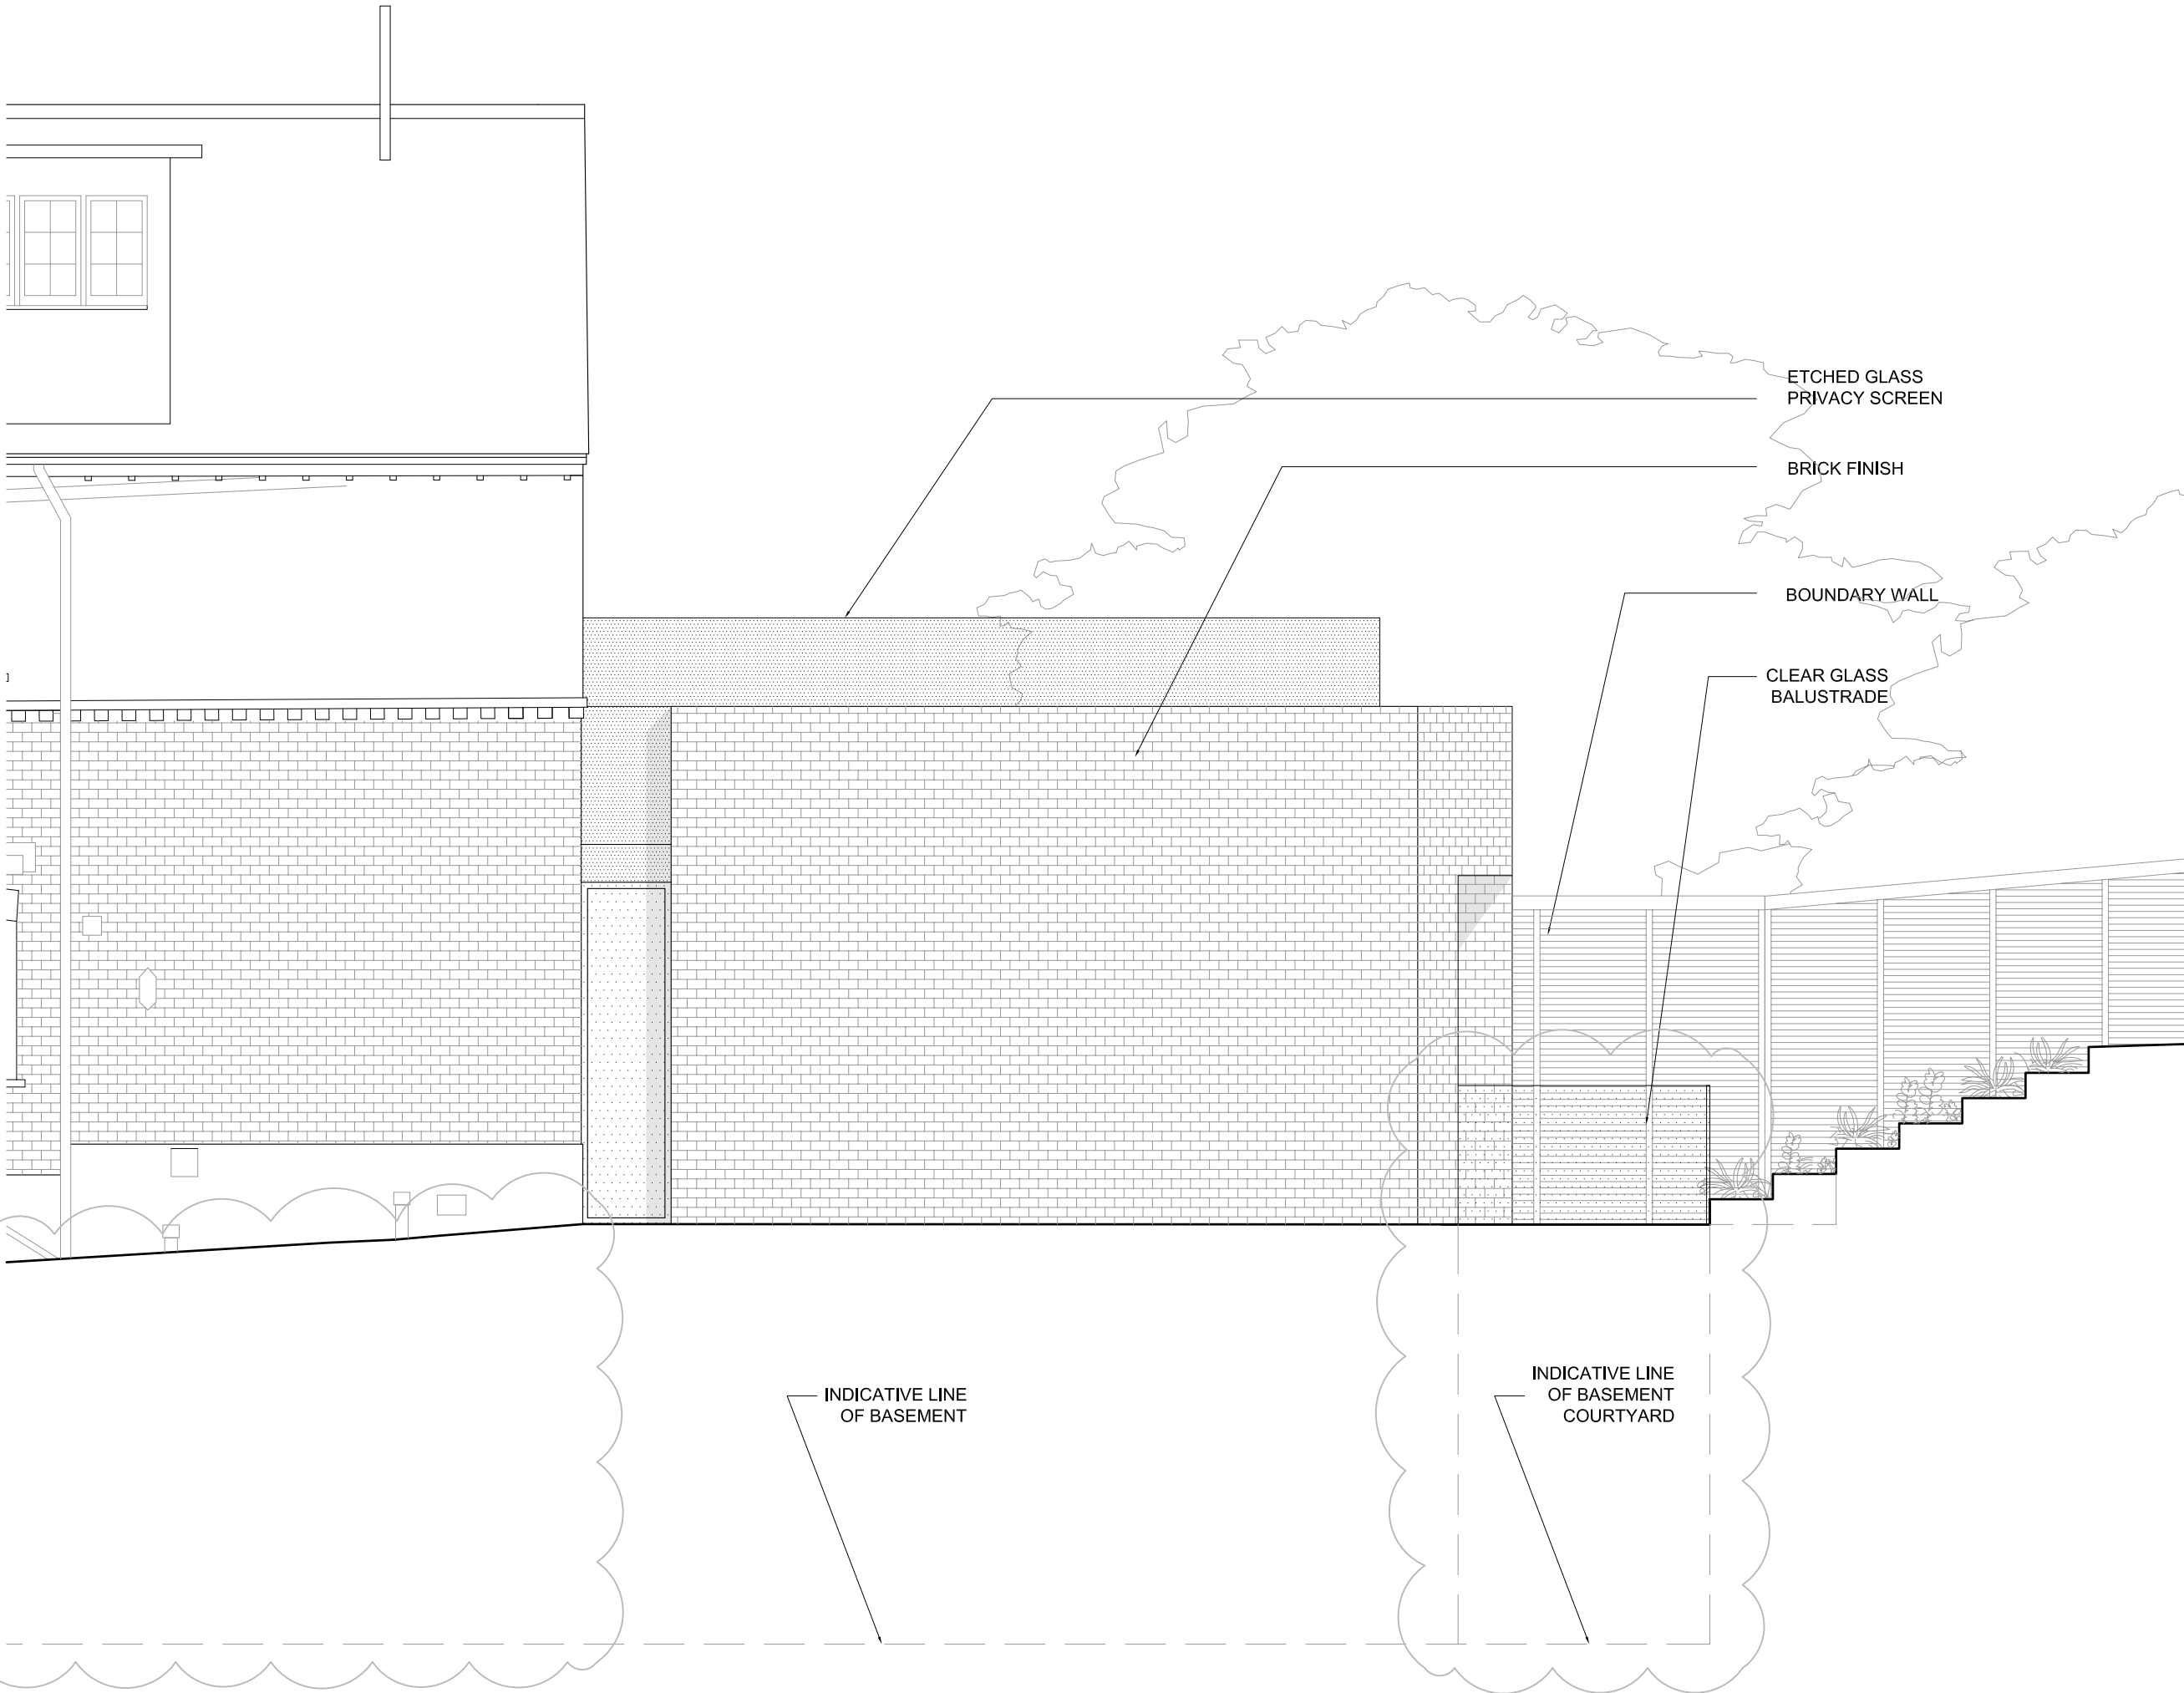 ETCHED GLASS
PRIVACY SCREEN
BRICK FINISH
BOUNDARY WALL
CLEAR GLASS
BALUSTRADE
INDICATIVE LINE
OF BASEMENT
INDICATIVE LINE
OF BASEMENT
COURTYARD